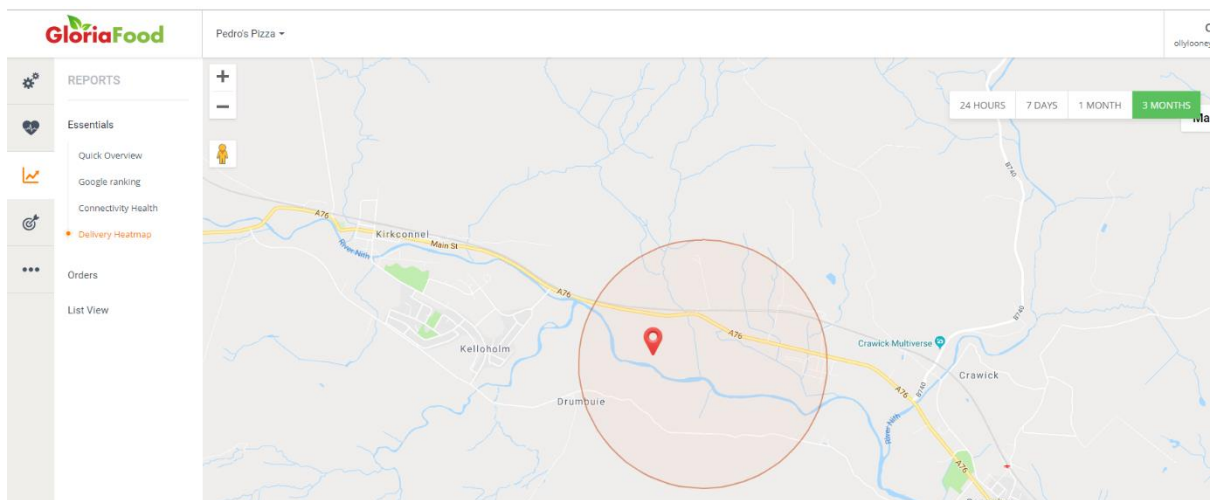 GloriaFood
Pedro's Pizza
REPORTS
Essentials
Quick Overview
Google ranking
Connectivity Health
Delivery Heatmap
Orders
List View
24 HOURS
7 DAYS
1 MONTH
3 MONTHS
B740
A76
Kirkconnel
Main St
River Nith
A76
B740
A76
Kelloholm
Crawick Multiverse
Crawick
B740
Drumbuie
A76
River Nith
A76